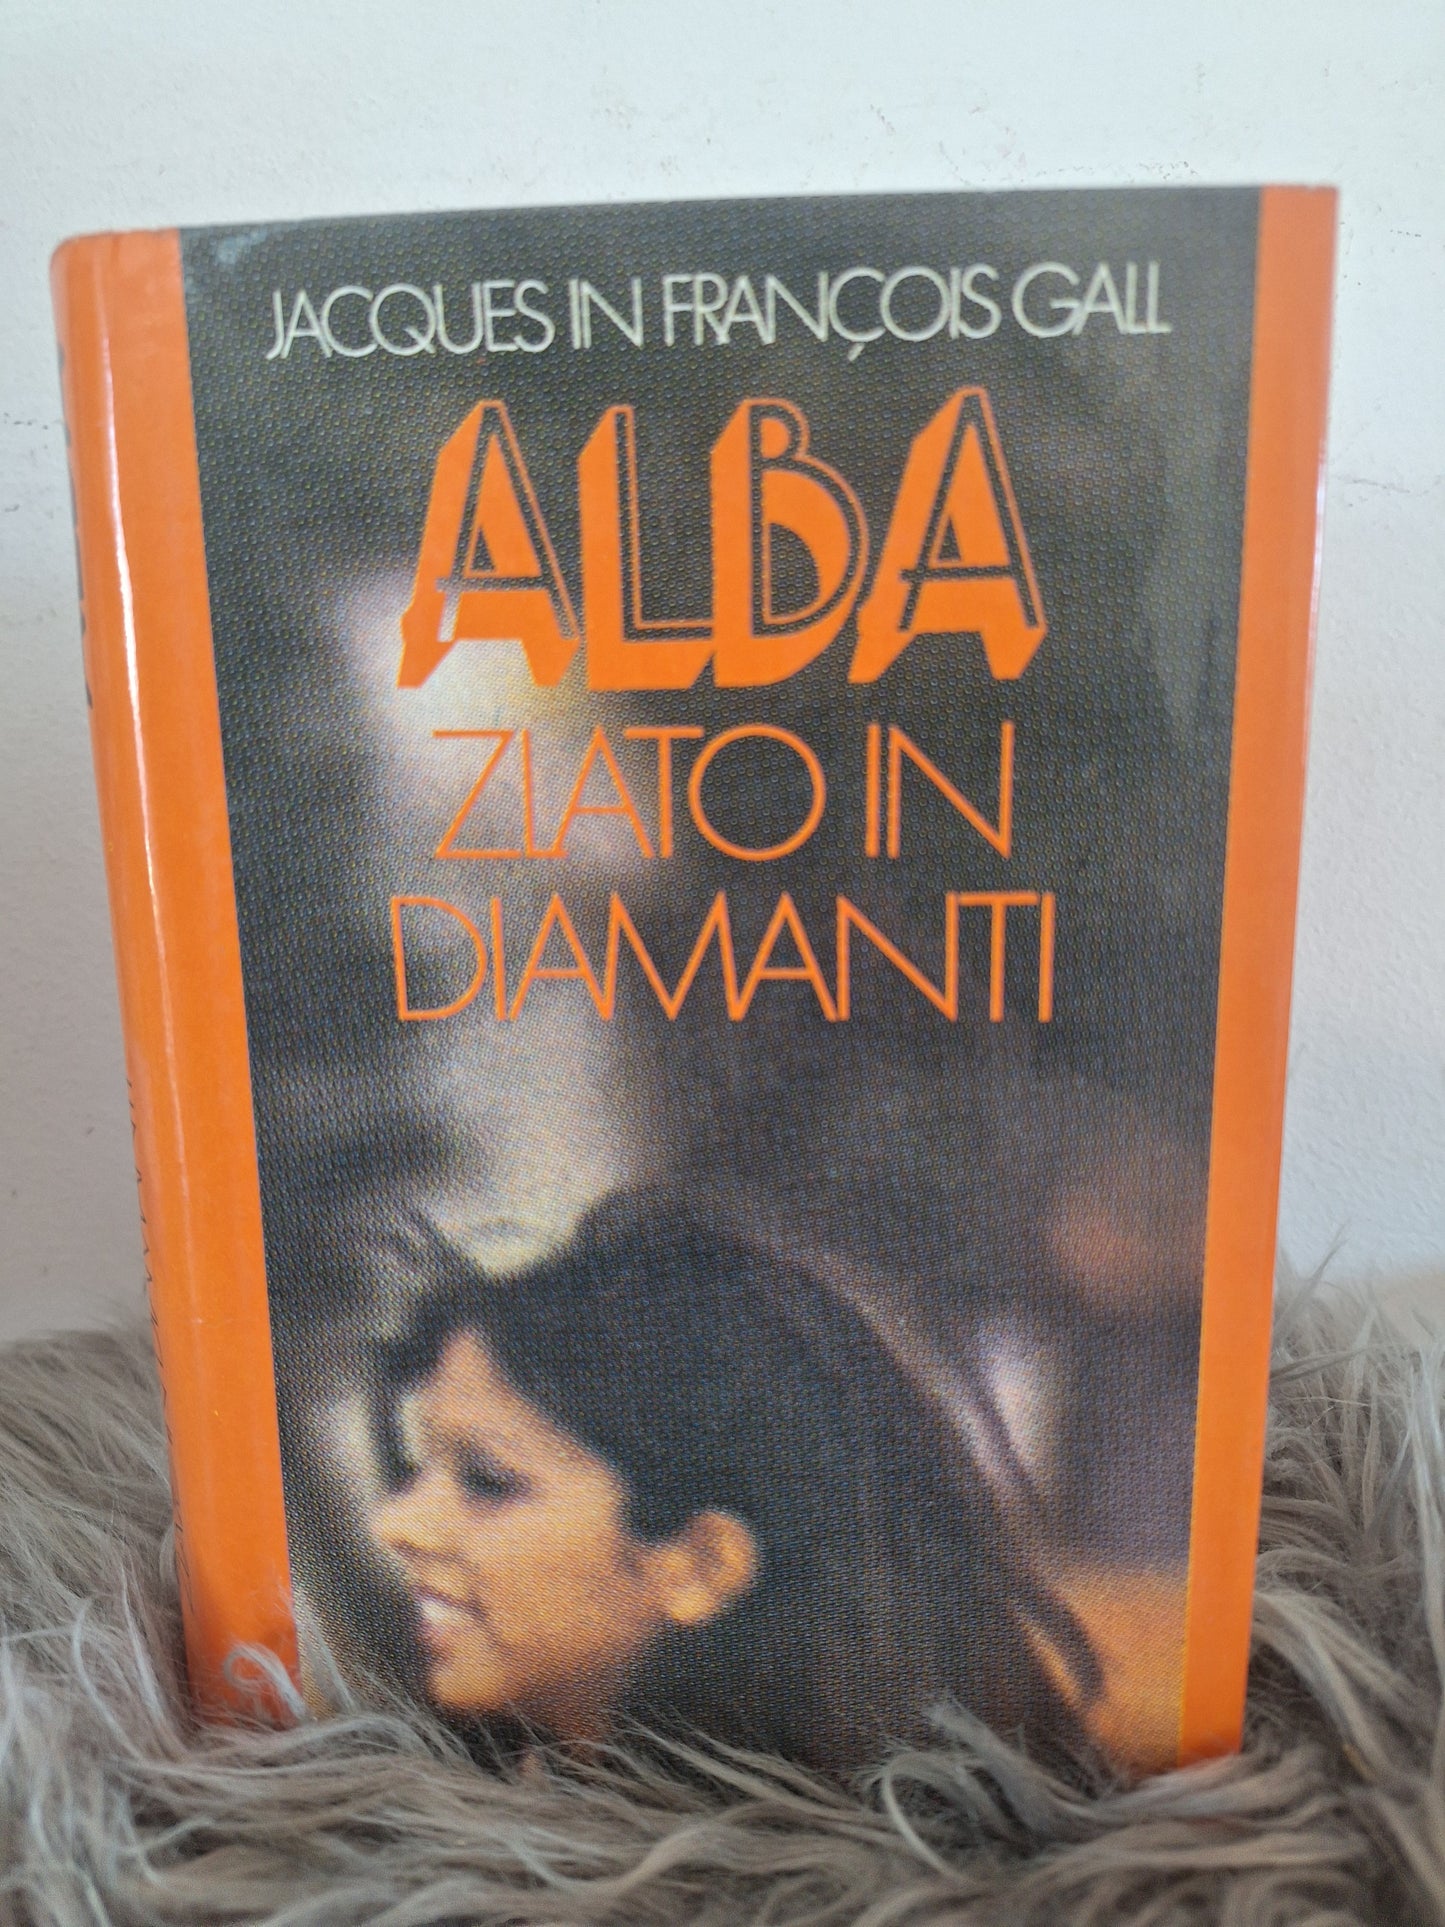 JACQUES IN FRANÇOIS GALL
ALBA
ZLATO IN
DIAMANTI